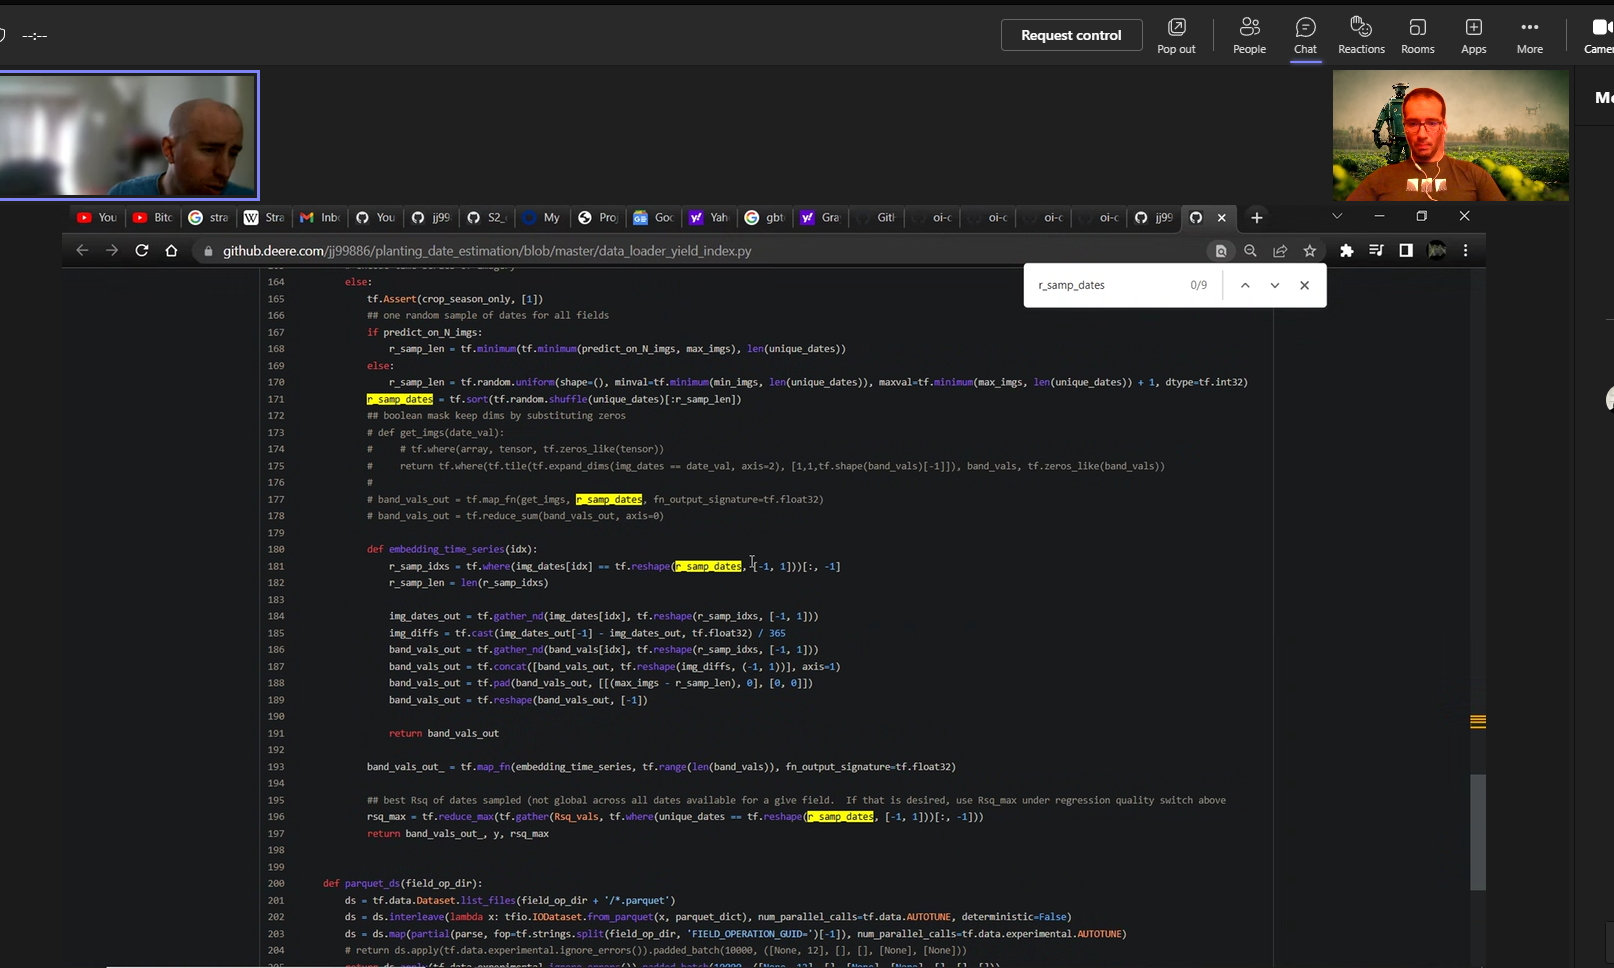 --:--
Request control
Pop out
People
Chat
Reactions
Rooms
Apps
More
Camer
You
Bitc
stra
Stra
Inb
You
jj99
S2_
My
Pro
Goc
Yah
gbt
Gra
Gitl
oi-c
oi-c
oi-c
oi-c
jj99
github.deere.com/jj99886/planting_date_estimation/blob/master/data_loader_yield_index.py
r_samp_dates 0/9
164 else:
165 tf.Assert(crop_season_only, [1])
166 ## one random sample of dates for all fields
167 if predict_on_N_imgs:
168 r_samp_len = tf.minimum(tf.minimum(predict_on_N_imgs, max_imgs), len(unique_dates))
169 else:
170 r_samp_len = tf.random.uniform(shape=(), minval=tf.minimum(min_imgs, len(unique_dates)), maxval=tf.minimum(max_imgs, len(unique_dates)) + 1, dtype=tf.int32)
171 r_samp_dates = tf.sort(tf.random.shuffle(unique_dates)[:r_samp_len])
172 ## boolean mask keep dims by substituting zeros
173 # def get_imgs(date_val):
174 # # tf.where(array, tensor, tf.zeros_like(tensor))
175 # return tf.where(tf.tile(tf.expand_dims(img_dates == date_val, axis=2), [1,1,tf.shape(band_vals)[-1]]), band_vals, tf.zeros_like(band_vals))
176 #
177 # band_vals_out = tf.map_fn(get_imgs, r_samp_dates, fn_output_signature=tf.float32)
178 # band_vals_out = tf.reduce_sum(band_vals_out, axis=0)
179
180 def embedding_time_series(idx):
181 r_samp_idxs = tf.where(img_dates[idx] == tf.reshape(r_samp_dates, [-1, 1]))[:, -1]
182 r_samp_len = len(r_samp_idxs)
183
184 img_dates_out = tf.gather_nd(img_dates[idx], tf.reshape(r_samp_idxs, [-1, 1]))
185 img_diffs = tf.cast(img_dates_out[-1] - img_dates_out, tf.float32) / 365
186 band_vals_out = tf.gather_nd(band_vals[idx], tf.reshape(r_samp_idxs, [-1, 1]))
187 band_vals_out = tf.concat([band_vals_out, tf.reshape(img_diffs, (-1, 1))], axis=1)
188 band_vals_out = tf.pad(band_vals_out, [[(max_imgs - r_samp_len), 0], [0, 0]])
189 band_vals_out = tf.reshape(band_vals_out, [-1])
190
191 return band_vals_out
192
193 band_vals_out_ = tf.map_fn(embedding_time_series, tf.range(len(band_vals)), fn_output_signature=tf.float32)
194
195 ## best Rsq of dates sampled (not global across all dates available for a give field. If that is desired, use Rsq_max under regression quality switch above
196 rsq_max = tf.reduce_max(tf.gather(Rsq_vals, tf.where(unique_dates == tf.reshape(r_samp_dates, [-1, 1]))[:, -1]))
197 return band_vals_out_, y, rsq_max
198
199
200 def parquet_ds(field_op_dir):
201 ds = tf.data.Dataset.list_files(field_op_dir + '/*.parquet')
202 ds = ds.interleave(lambda x: tfio.IODataset.from_parquet(x, parquet_dict), num_parallel_calls=tf.data.AUTOTUNE, deterministic=False)
203 ds = ds.map(partial(parse, fop=tf.strings.split(field_op_dir, 'FIELD_OPERATION_GUID=')[-1]), num_parallel_calls=tf.data.experimental.AUTOTUNE)
204 # return ds.apply(tf.data.experimental.ignore_errors()).padded_batch(10000, ([None, 12], [], [], [None], [None]))